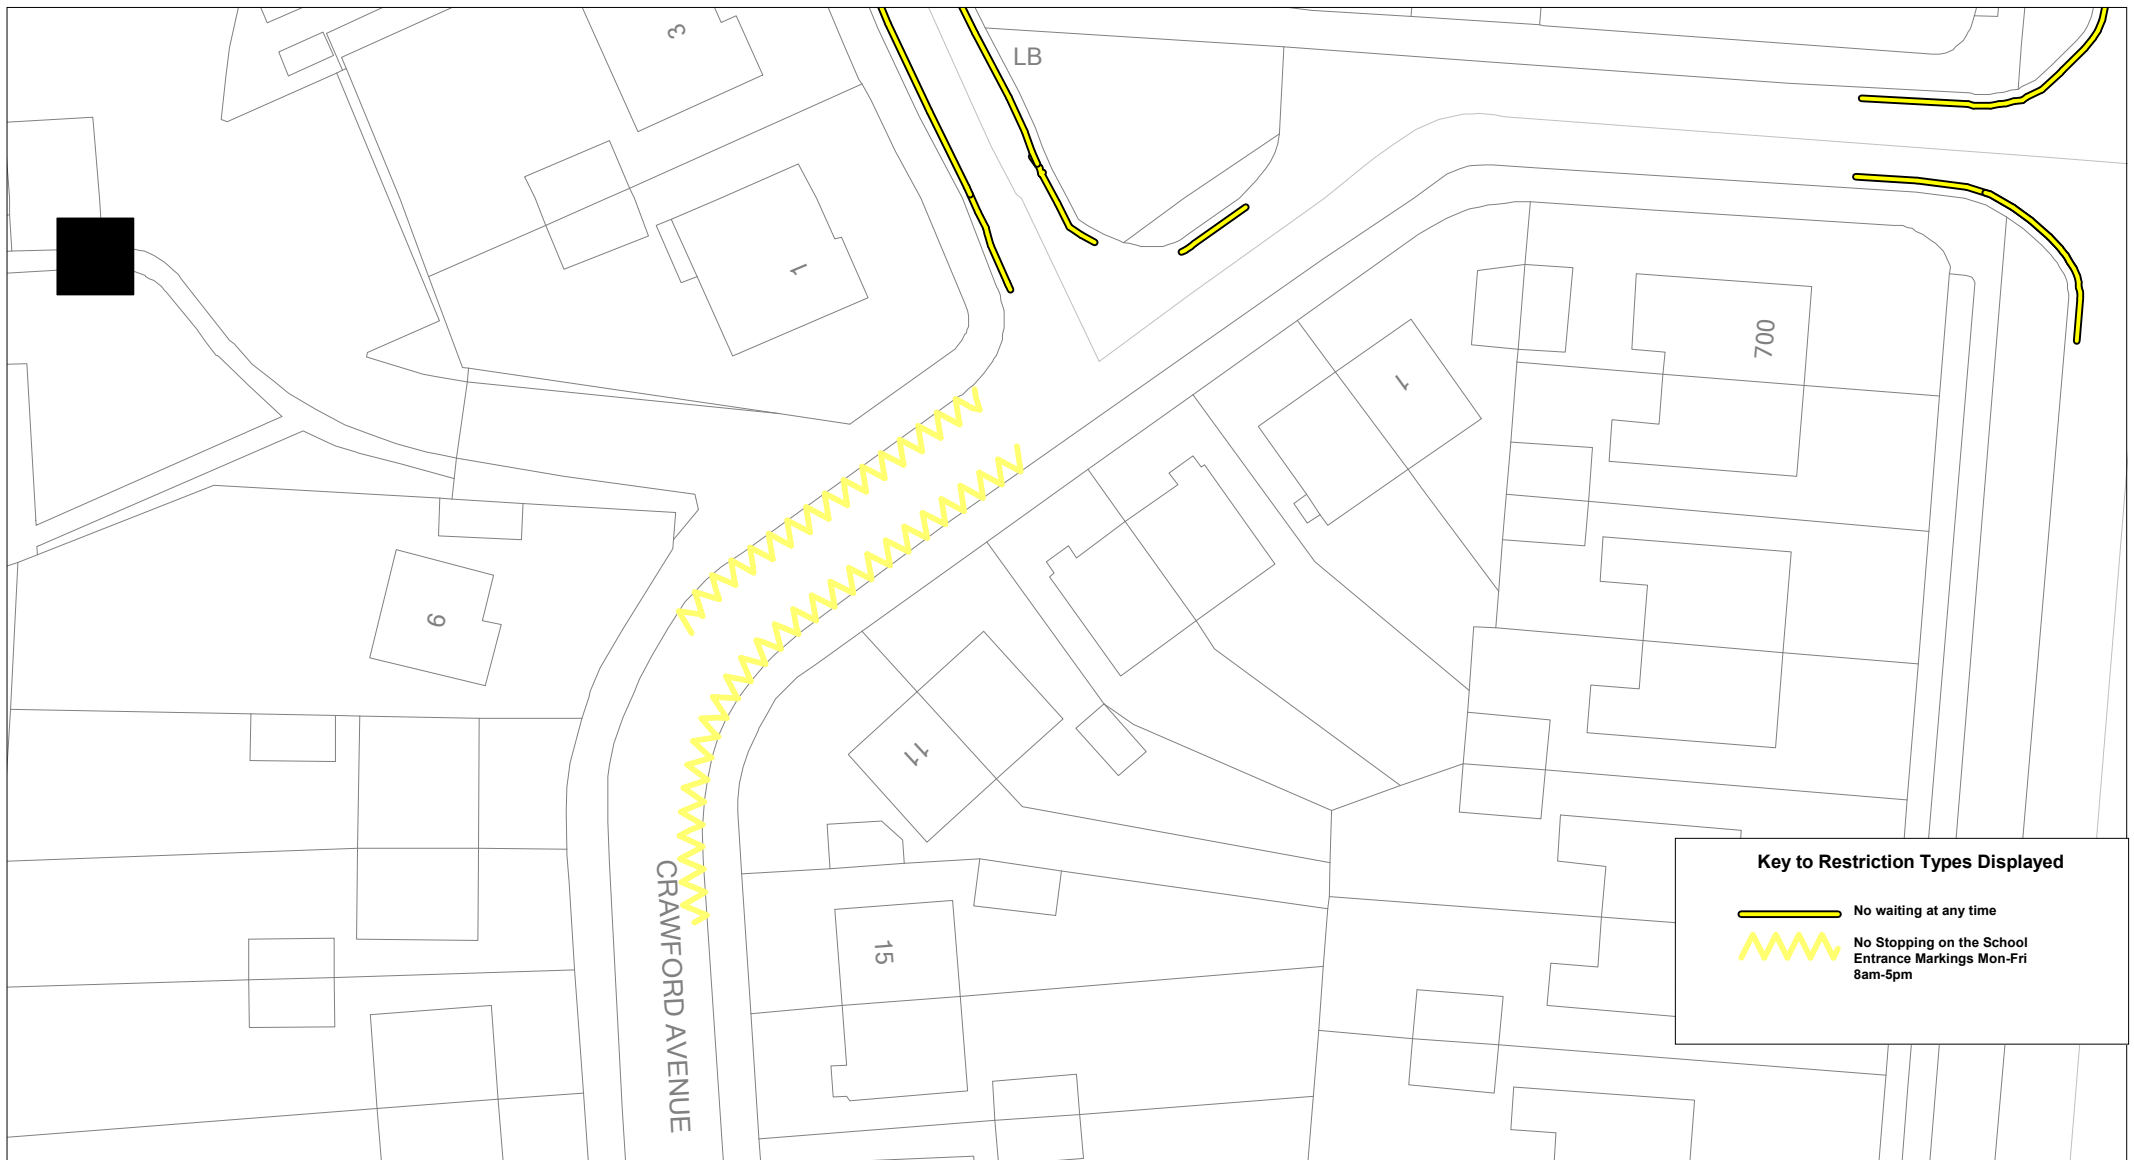 3
LB
1
700
1
9
11
15
CRAWFORD AVENUE
Key to Restriction Types Displayed
No waiting at any time
No Stopping on the School
Entrance Markings Mon-Fri
8am-5pm